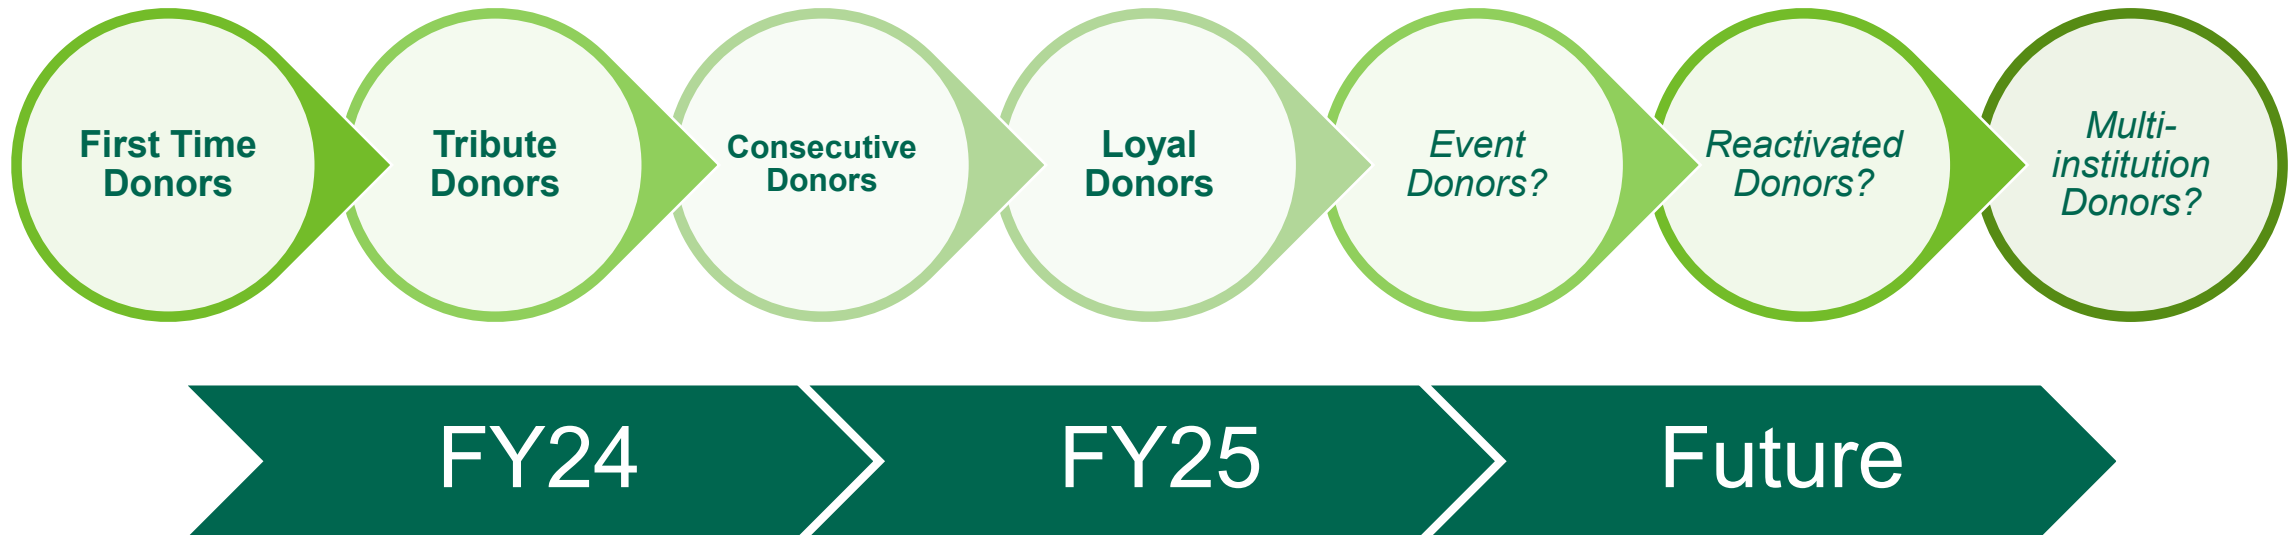 First Time
Donors
Tribute
Donors
Consecutive
Donors
Loyal
Donors
Event
Donors?
Reactivated
Donors?
Multi-
institution
Donors?
FY24
FY25
Future